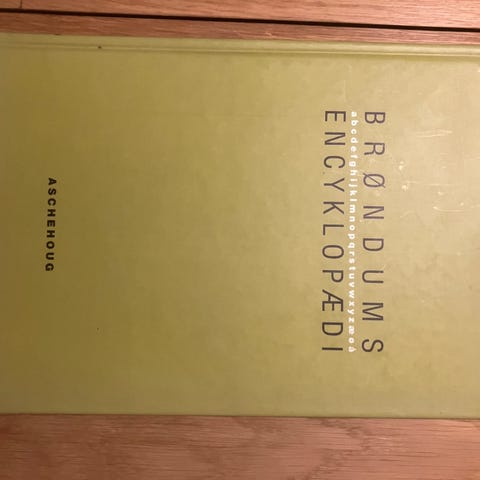 BRØNDUMS
abcdefghijklmnopqrstuvwxyzæøå
ENCYKLOPÆDI
ASCHEHOUG